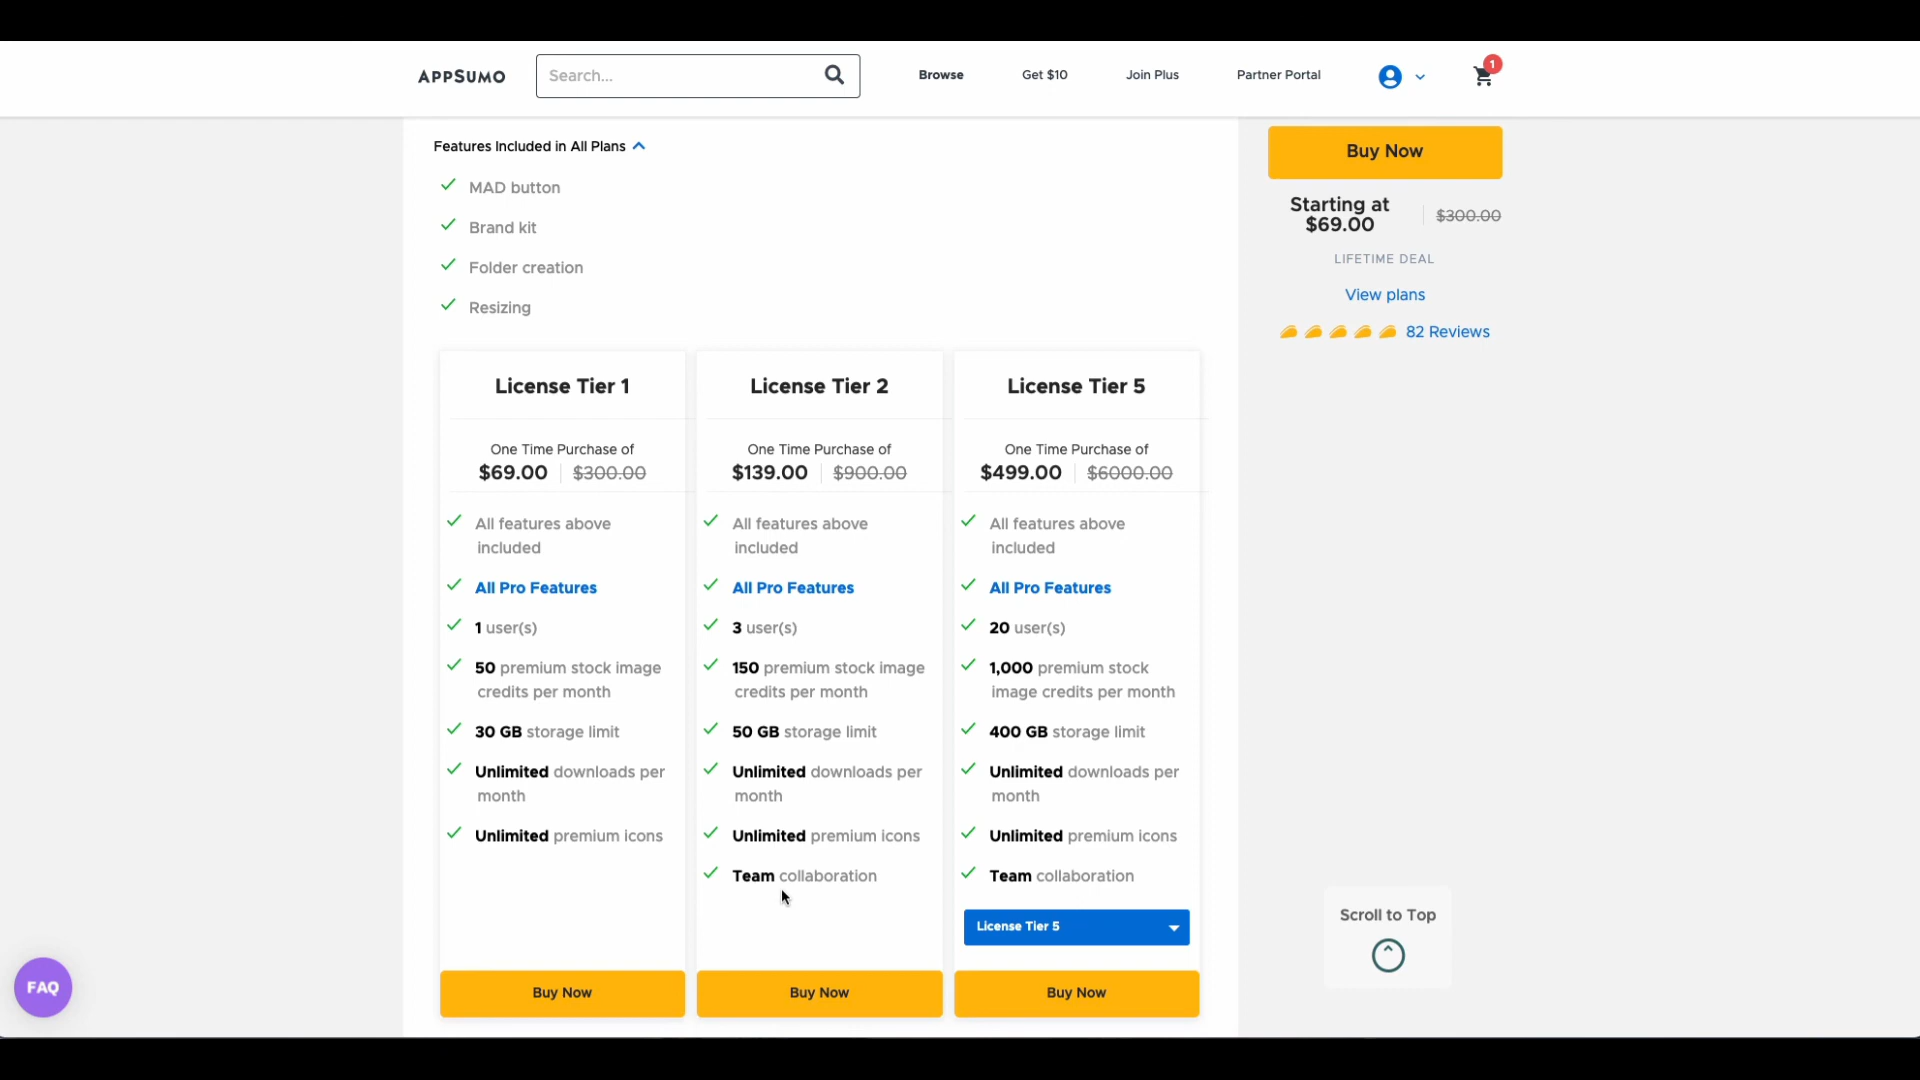 APPSUMO
Search...
Browse
Get $10
Join Plus
Partner Portal
1
Features Included in All Plans
MAD button
Brand kit
Folder creation
Resizing
Buy Now
Starting at
$69.00
$300.00
LIFETIME DEAL
View plans
82 Reviews
License Tier 1
One Time Purchase of
$69.00 $300.00
All features above
included
All Pro Features
1 user(s)
50 premium stock image
credits per month
30 GB storage limit
Unlimited downloads per
month
Unlimited premium icons
Buy Now
License Tier 2
One Time Purchase of
$139.00 $900.00
All features above
included
All Pro Features
3 user(s)
150 premium stock image
credits per month
50 GB storage limit
Unlimited downloads per
month
Unlimited premium icons
Team collaboration
Buy Now
License Tier 5
One Time Purchase of
$499.00 $6000.00
All features above
included
All Pro Features
20 user(s)
1,000 premium stock
image credits per month
400 GB storage limit
Unlimited downloads per
month
Unlimited premium icons
Team collaboration
License Tier 5
Buy Now
Scroll to Top
FAQ